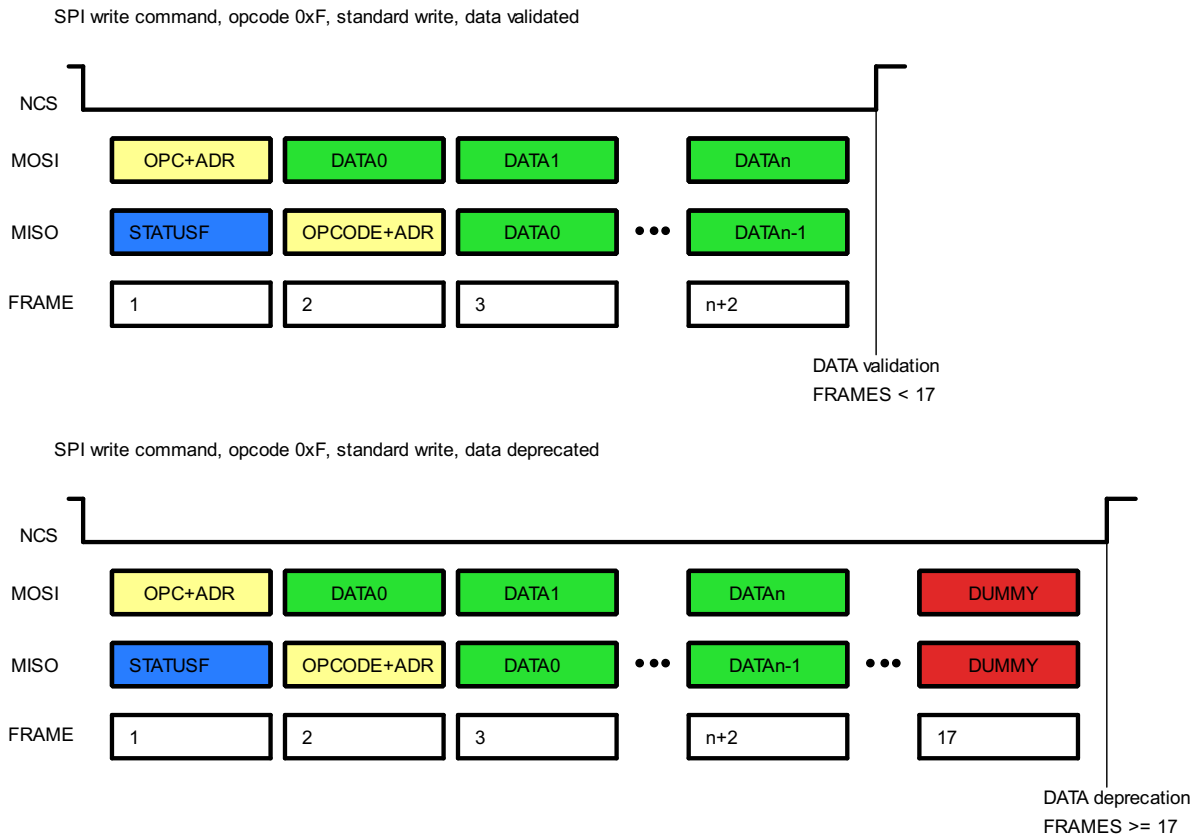 SPI write command, opcode 0xF, standard write, data validated
NCS
MOSI OPC+ADR DATA0 DATA1 DATAn
MISO STATUSF OPCODE+ADR DATA0 DATAn-1
FRAME 1 2 3 n+2
DATA validation
FRAMES < 17
SPI write command, opcode 0xF, standard write, data deprecated
NCS
MOSI OPC+ADR DATA0 DATA1 DATAn DUMMY
MISO STATUSF OPCODE+ADR DATA0 DATAn-1 DUMMY
FRAME 1 2 3 n+2 17
DATA deprecation
FRAMES >= 17